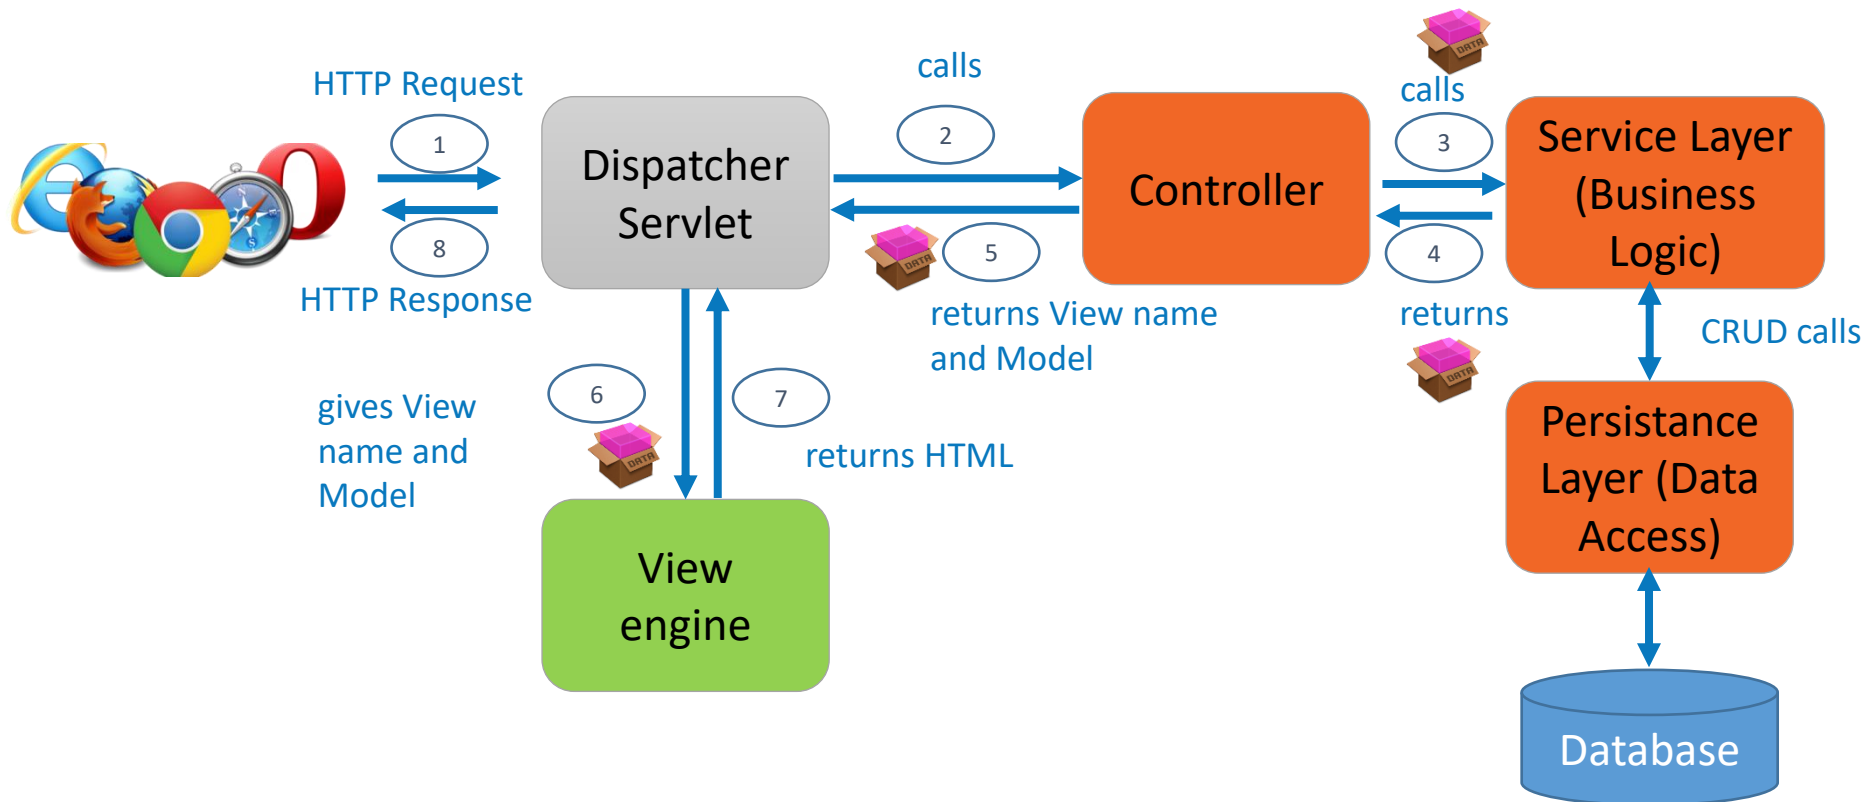 HTTP Request
1
8
HTTP Response
Dispatcher
Servlet
calls
2
5
DATA
returns View name
and Model
Controller
DATA
calls
3
4
returns
DATA
Service Layer
(Business
Logic)
CRUD calls
Persistance
Layer (Data
Access)
Database
gives View
name and
Model
6
DATA
7
returns HTML
View
engine